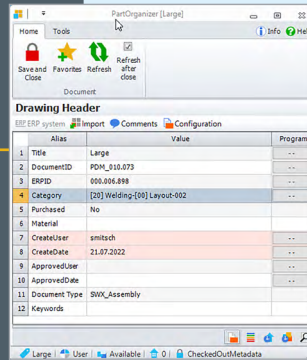 PartOrganizer [Large]
Home Tools Info Help
Save and Close Favorites Refresh Refresh after close
Document
Drawing Header
ERP system Import Comments Configuration
Alias Value Program
1 Title Large --
2 DocumentID PDM_010.073 --
3 ERPID 000.006.898 --
4 Category [20] Welding-[00] Layout-002 --
5 Purchased No
6 Material
7 CreateUser smitsch --
8 CreateDate 21.07.2022 --
9 ApprovedUser --
10 ApprovedDate --
11 Document Type SWX_Assembly --
12 Keywords
Large User Available 0 CheckedOutMetadata